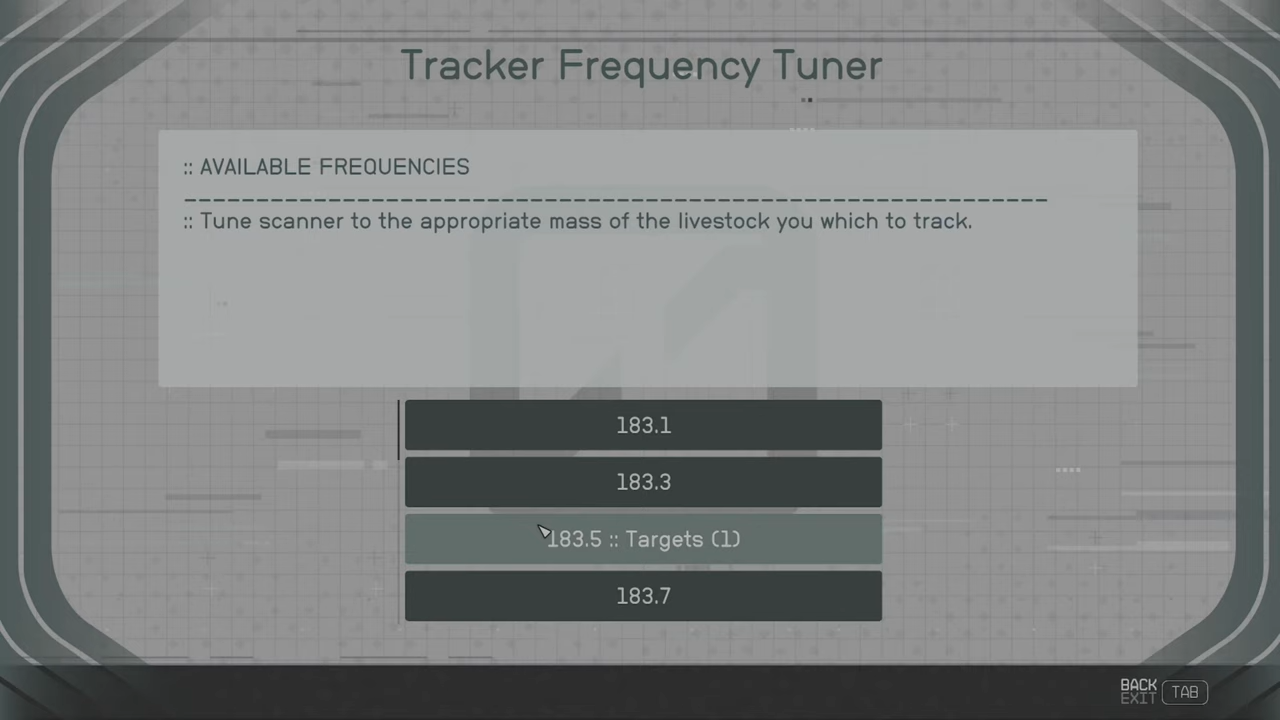 Tracker Frequency Tuner
:: AVAILABLE FREQUENCIES
:: Tune scanner to the appropriate mass of the livestock you which to track.
183.1
183.3
183.5 :: Targets (1)
183.7
BACK
EXIT TAB